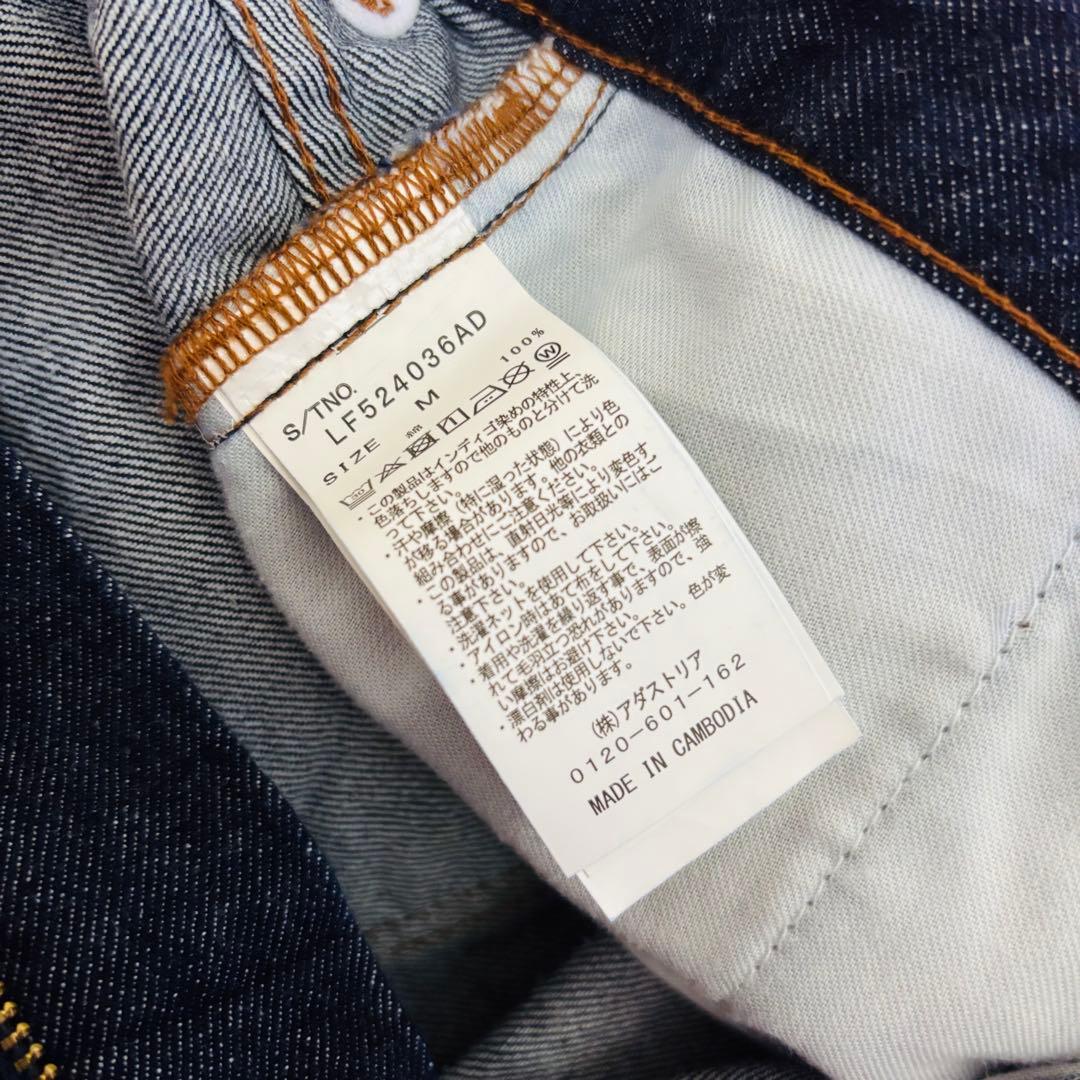 S/TNO.
LF524036AD
SIZE M
100%
・この製品はインディゴ染めの特性上、
色落ちしますので他のものと分けて洗
って下さい。
・汗や摩擦（特に湿った状態）により色
が移る場合があります。他の衣類との
組み合わせにご注意ください。
・この製品は、直射日光等により変色す
る事がありますので、お取扱いにはご
注意下さい。
・洗濯ネットを使用して下さい。
・アイロン時はあて布をして下さい。
・着用や洗濯を繰り返す事で、表面が擦
れて毛羽立つ恐れがありますので、強
い摩擦はお避け下さい。
・漂白剤は使用しないで下さい。色が変
わる事があります。
（株）アダストリア
0120-601-162
MADE IN CAMBODIA